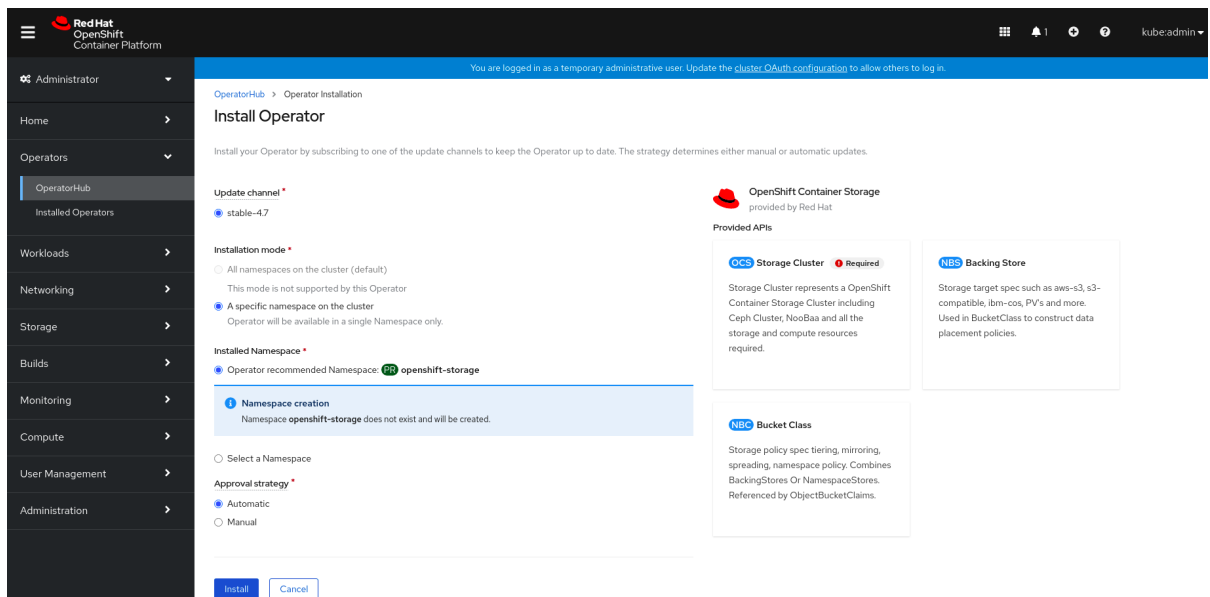 Red Hat
OpenShift
Container Platform
1
kube:admin
Administrator
Home
Operators
OperatorHub
Installed Operators
Workloads
Networking
Storage
Builds
Monitoring
Compute
User Management
Administration
You are logged in as a temporary administrative user. Update the cluster OAuth configuration to allow others to log in.
OperatorHub > Operator Installation
Install Operator
Install your Operator by subscribing to one of the update channels to keep the Operator up to date. The strategy determines either manual or automatic updates.
Update channel *
stable-4.7
Installation mode *
All namespaces on the cluster (default)
This mode is not supported by this Operator
A specific namespace on the cluster
Operator will be available in a single Namespace only.
Installed Namespace *
Operator recommended Namespace: PR openshift-storage
Namespace creation
Namespace openshift-storage does not exist and will be created.
Select a Namespace
Approval strategy *
Automatic
Manual
Install
Cancel
OpenShift Container Storage
provided by Red Hat
Provided APIs
OCS Storage Cluster Required
Storage Cluster represents a OpenShift
Container Storage Cluster including
Ceph Cluster, NooBaa and all the
storage and compute resources
required.
NBS Backing Store
Storage target spec such as aws-s3, s3-
compatible, ibm-cos, PV's and more.
Used in BucketClass to construct data
placement policies.
NBC Bucket Class
Storage policy spec tiering, mirroring,
spreading, namespace policy. Combines
BackingStores Or NamespaceStores.
Referenced by ObjectBucketClaims.